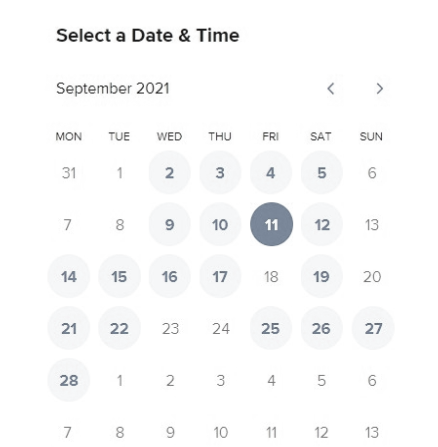 Select a Date & Time
September 2021 < >
MON TUE WED THU FRI SAT SUN
31 1 2 3 4 5 6
7 8 9 10 11 12 13
14 15 16 17 18 19 20
21 22 23 24 25 26 27
28 1 2 3 4 5 6
7 8 9 10 11 12 13